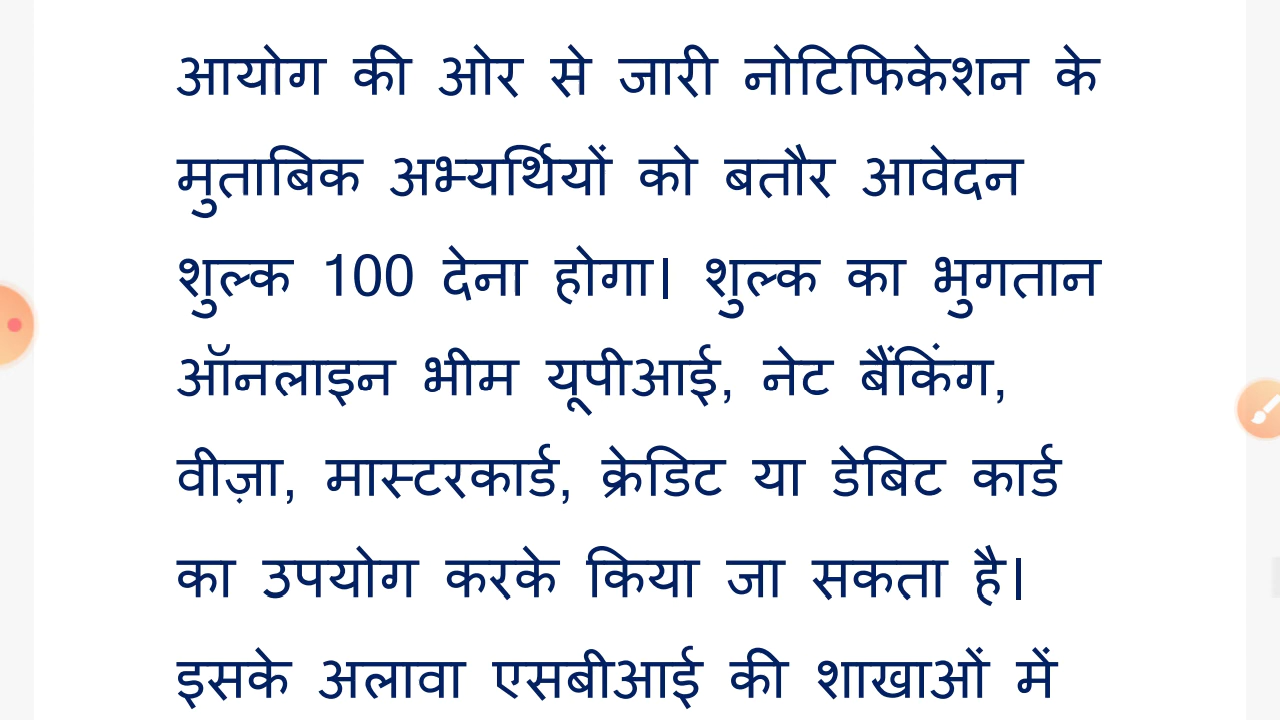 आयोग की ओर से जारी नोटिफिकेशन के
मुताबिक अभ्यर्थियों को बतौर आवेदन
शुल्क 100 देना होगा। शुल्क का भुगतान
ऑनलाइन भीम यूपीआई, नेट बैंकिंग,
वीज़ा, मास्टरकार्ड, क्रेडिट या डेबिट कार्ड
का उपयोग करके किया जा सकता है।
इसके अलावा एसबीआई की शाखाओं में